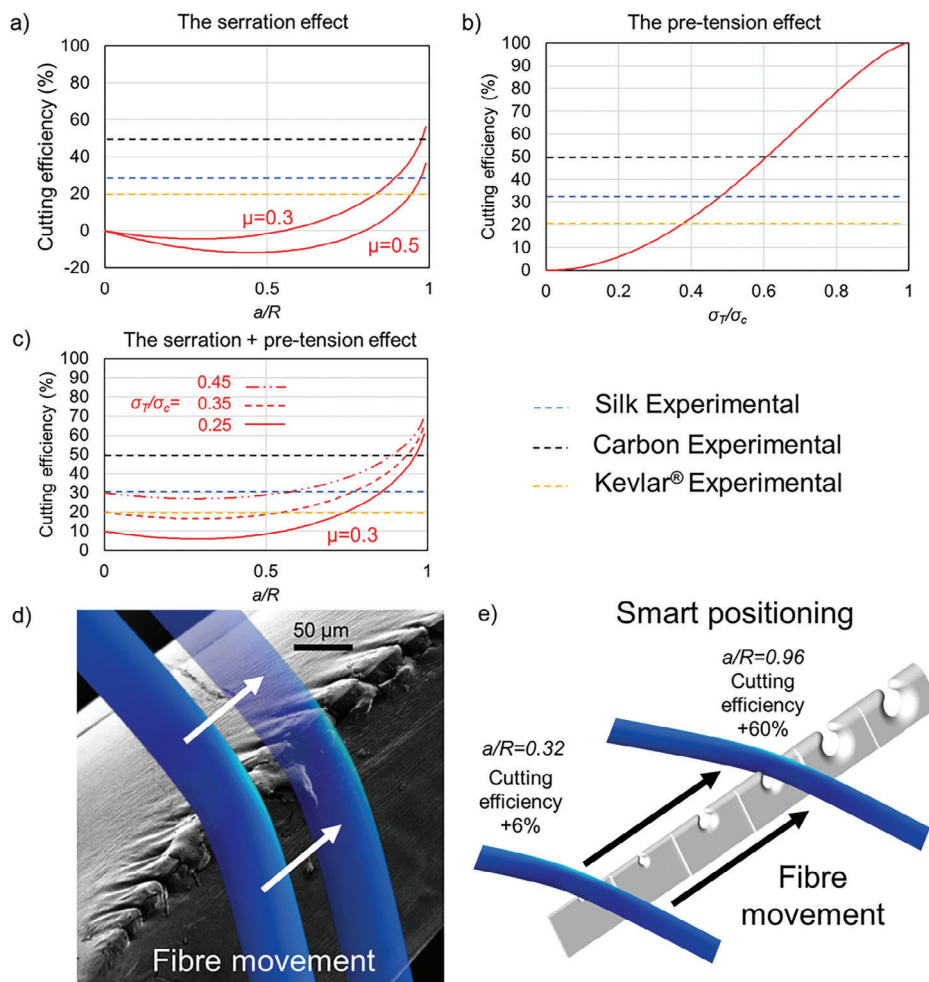 a)
The serration effect
Cutting efficiency (%)
100
80
60
40
20
0
-20
μ=0.3
μ=0.5
0
0.5
1
a/R
b)
The pre-tension effect
Cutting efficiency (%)
100
90
80
70
60
50
40
30
20
10
0
0
0.2
0.4
0.6
0.8
1
σT/σc
c)
The serration + pre-tension effect
Cutting efficiency (%)
100
90
80
70
60
50
40
30
20
10
0
0.45
σT/σc= 0.35
0.25
μ=0.3
0
0.5
1
a/R
Silk Experimental
Carbon Experimental
Kevlar® Experimental
d)
50 μm
Fibre movement
e)
Smart positioning
a/R=0.96
Cutting
efficiency
+60%
a/R=0.32
Cutting
efficiency
+6%
Fibre
movement